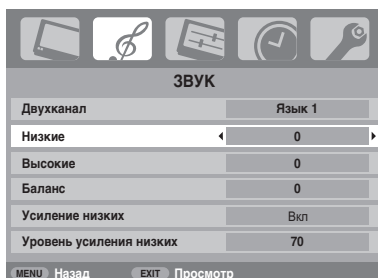 ЗВУК
Двухканал Язык 1
Низкие 0
Высокие 0
Баланс 0
Усиление низких Вкл
Уровень усиления низких 70
MENU Назад EXIT Просмотр